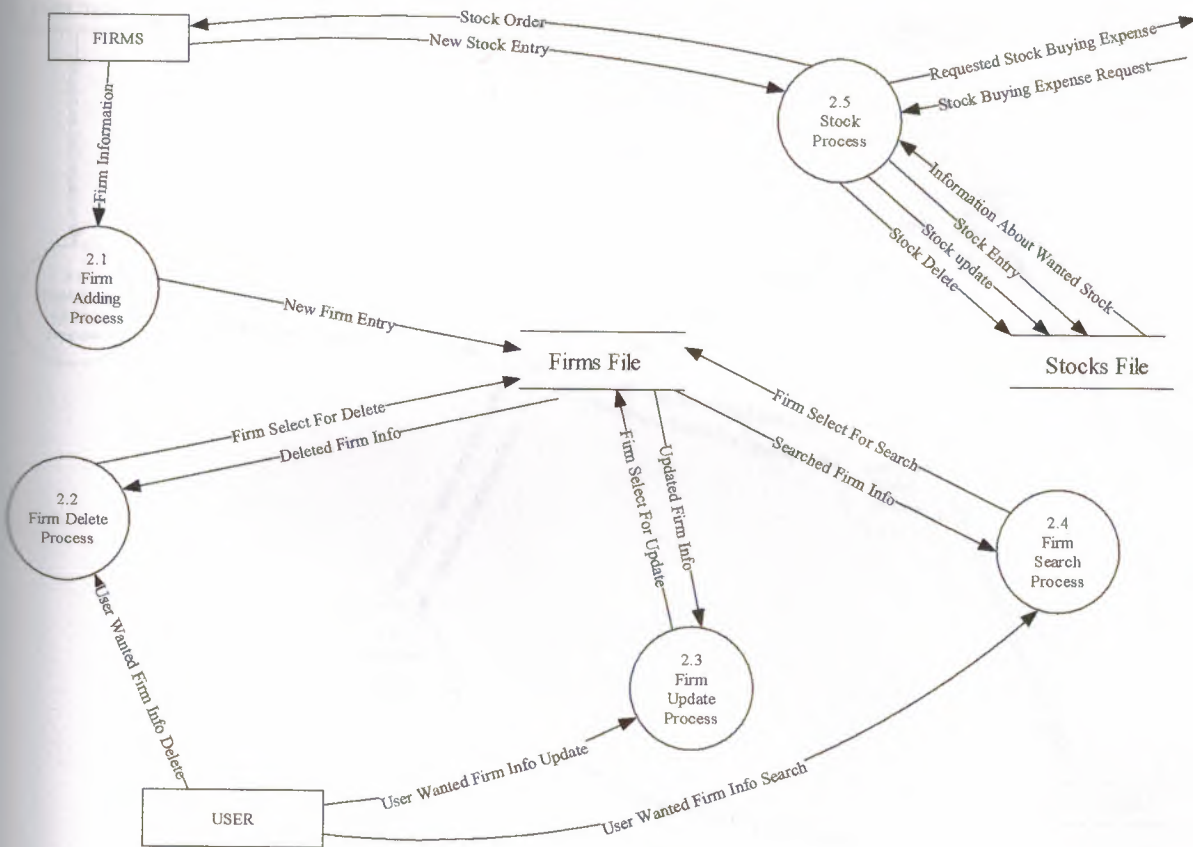 Stock Order
FIRMS
New Stock Entry
Requested Stock Buying Expense
Stock Buying Expense Request
2.5
Stock
Process
Firm Information
Information About Wanted Stock
Stock Entry
Stock update
Stock Delete
2.1
Firm
Adding
Process
New Firm Entry
Firms File
Stocks File
Firm Select For Delete
Deleted Firm Info
Firm Select For Search
Searched Firm Info
Firm Select For Update
Updated Firm Info
2.2
Firm Delete
Process
2.4
Firm
Search
Process
User Wanted Firm Info Delete
2.3
Firm
Update
Process
User Wanted Firm Info Update
User Wanted Firm Info Search
USER